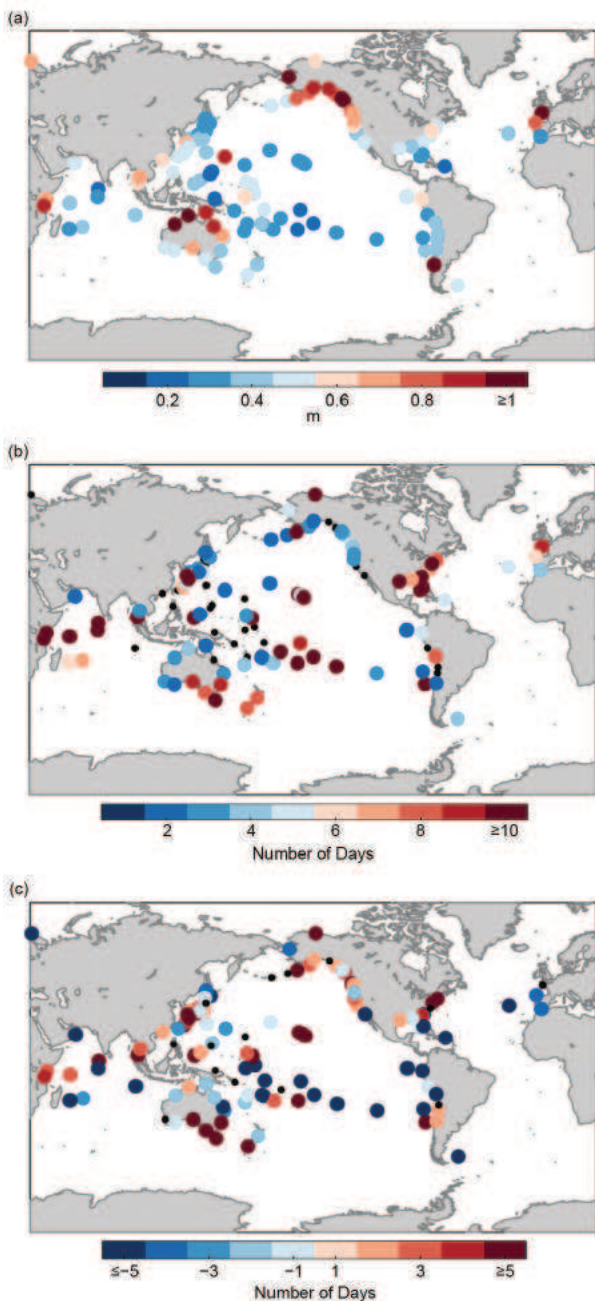 (a)
0.2 0.4 0.6 0.8 ≥1
m
(b)
2 4 6 8 ≥10
Number of Days
(c)
≤-5 -3 -1 1 3 ≥5
Number of Days